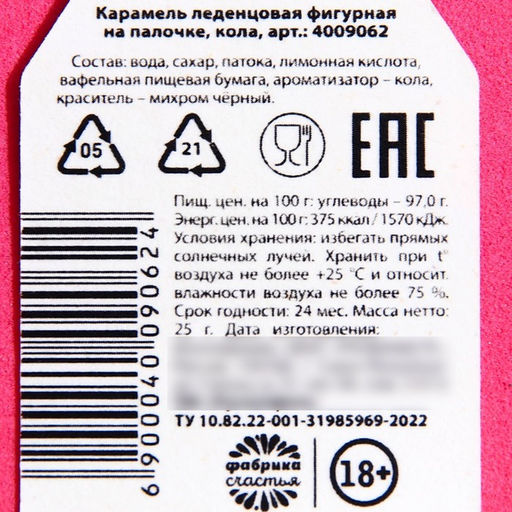 Карамель леденцовая фигурная
на палочке, кола, арт.: 4009062
Состав: вода, сахар, патока, лимонная кислота,
вафельная пищевая бумага, ароматизатор – кола,
краситель – михром чёрный.
05
21
EAC
Пищ. цен. на 100 г: углеводы – 97,0 г.
Энерг. цен. на 100 г: 375 ккал / 1570 кДж.
Условия хранения: избегать прямых
солнечных лучей. Хранить при t°
воздуха не более +25 °C и относит.
влажности воздуха не более 75 %.
Срок годности: 24 мес. Масса нетто:
25 г. Дата изготовления:
ТУ 10.82.22-001-31985969-2022
6 900040 090624
фабрика
счастья
18+